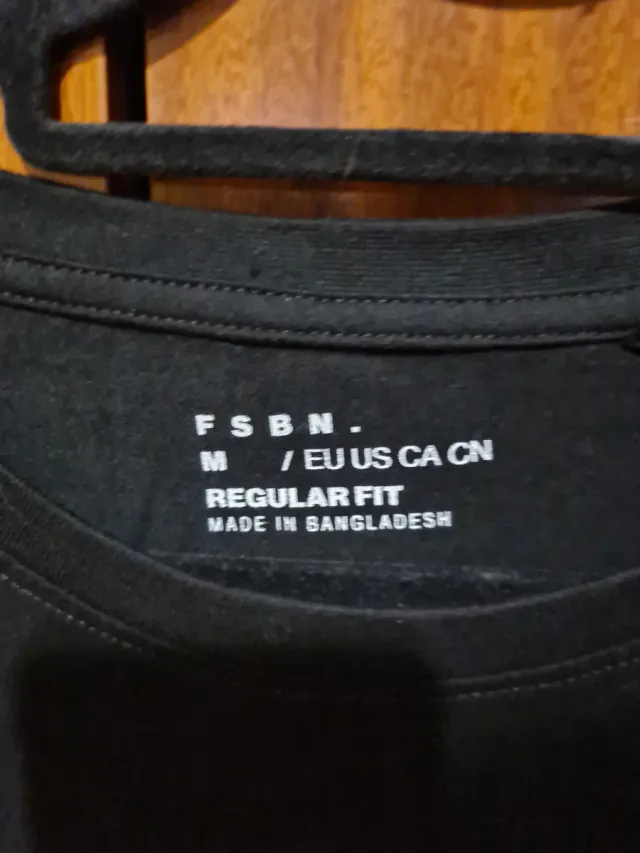 F S B N .
M / EU US CA CN
REGULAR FIT
MADE IN BANGLADESH